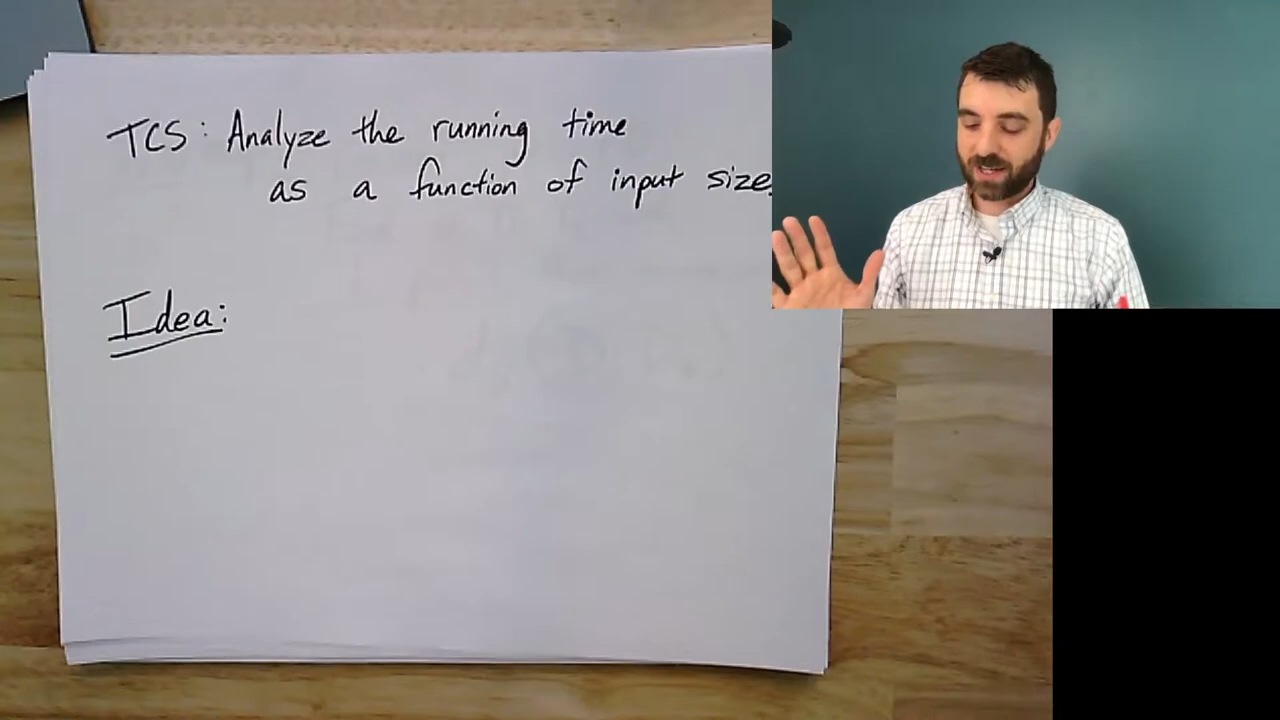 TCS: Analyze the running time
as a function of input size.
Idea: